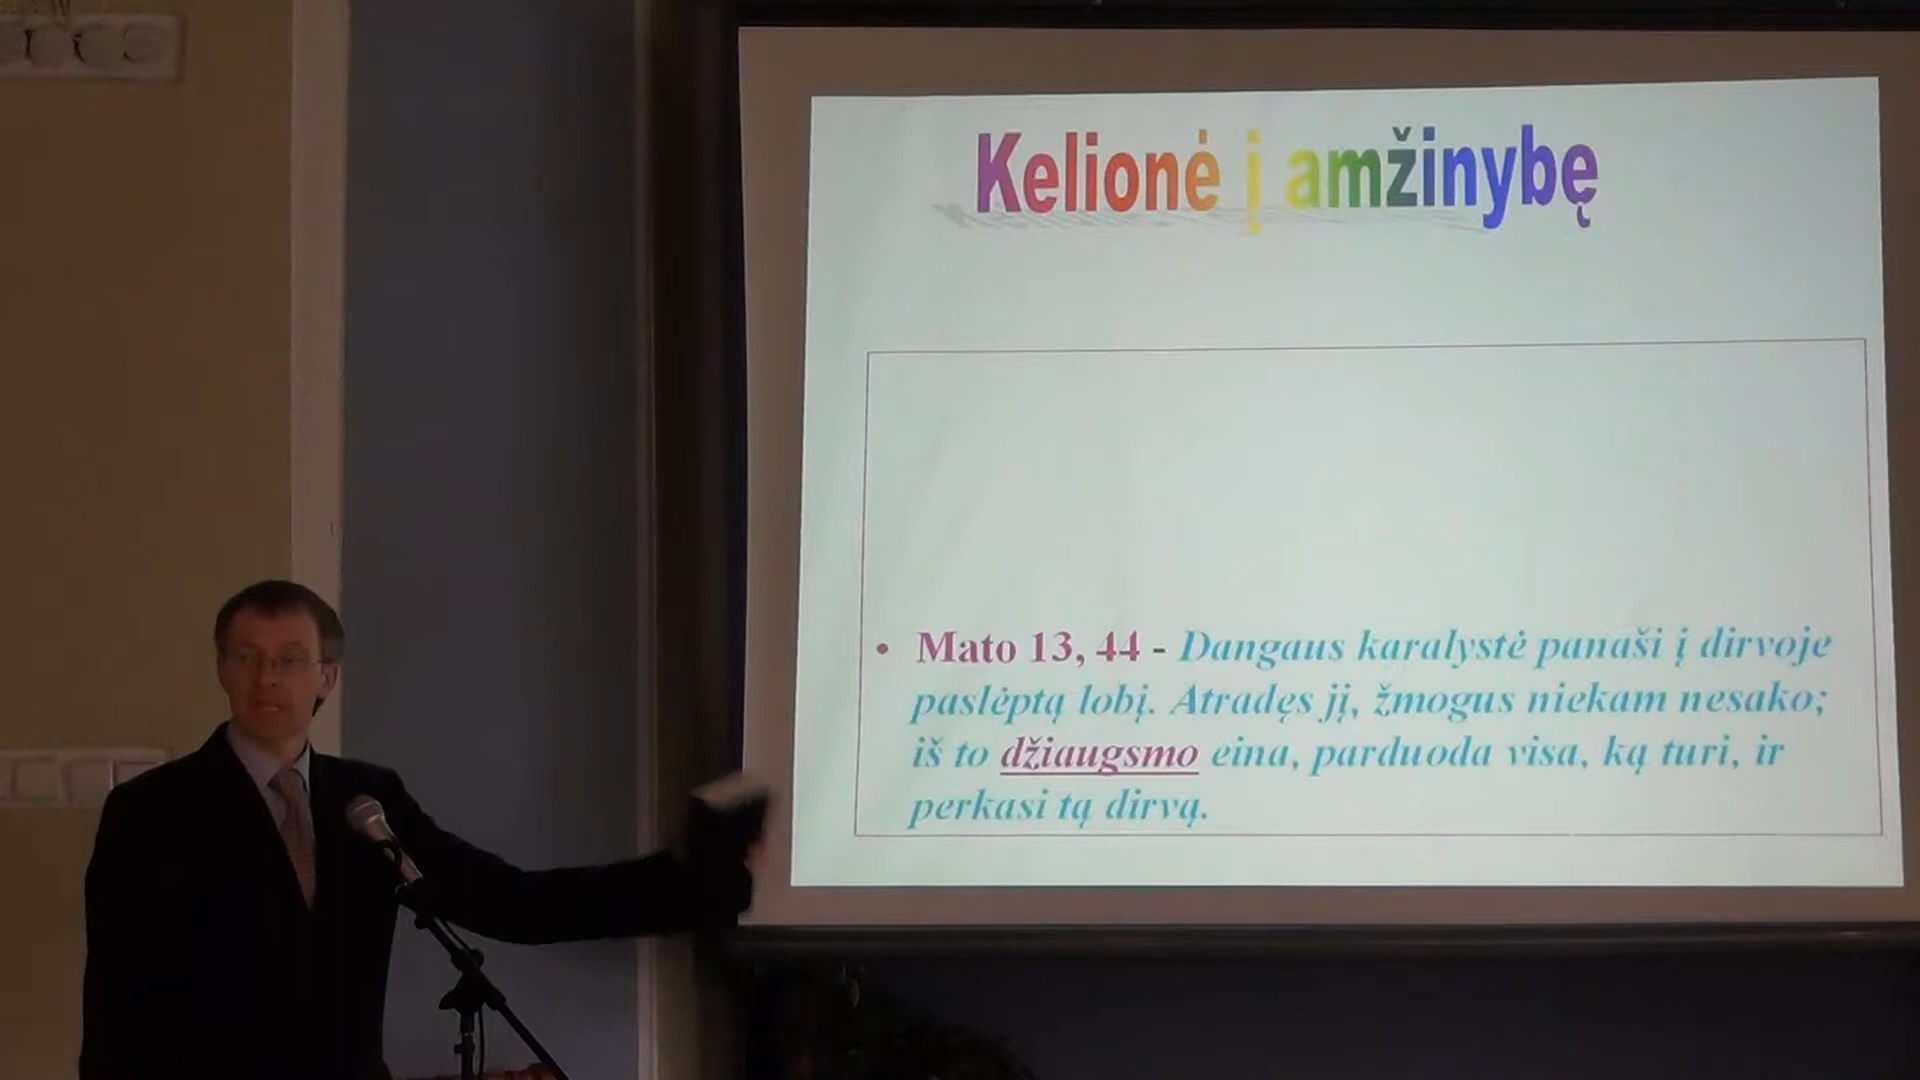 Kelionė į amžinybę
• Mato 13, 44 - Dangaus karalystė panaši į dirvoje
paslėptą lobį. Atradęs jį, žmogus niekam nesako;
iš to džiaugsmo eina, parduoda visa, ką turi, ir
perkasi tą dirvą.